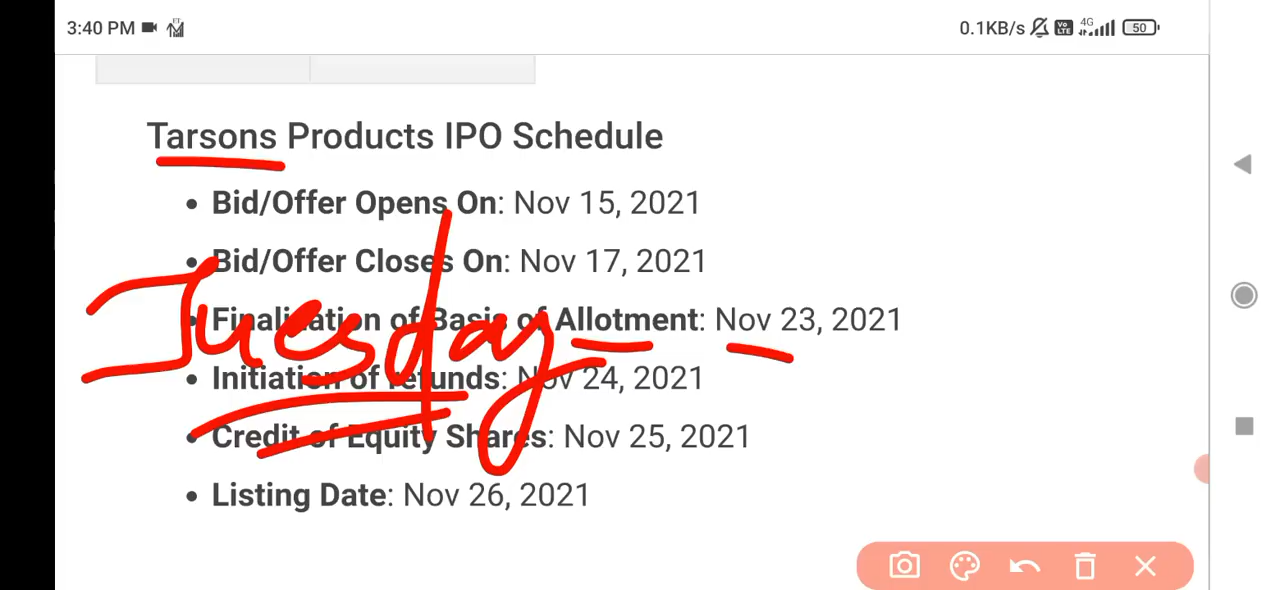 3:40 PM 0.1KB/s 4G 50
Tarsons Products IPO Schedule
Bid/Offer Opens On: Nov 15, 2021
Bid/Offer Closes On: Nov 17, 2021
Finalization of Basis of Allotment: Nov 23, 2021
Tuesday
Initiation of refunds: Nov 24, 2021
Credit of Equity Shares: Nov 25, 2021
Listing Date: Nov 26, 2021